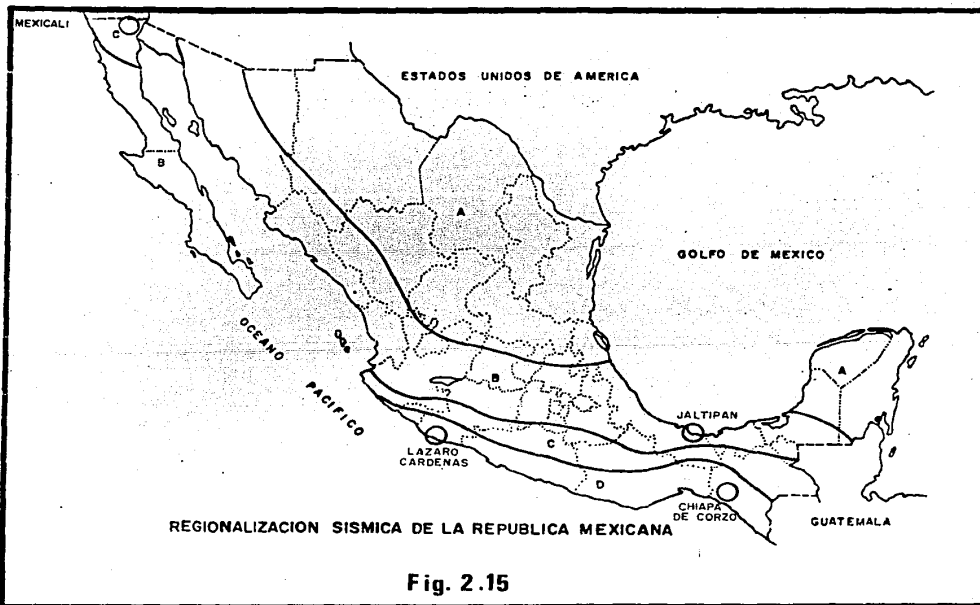 MEXICALI
C
ESTADOS UNIDOS DE AMERICA
B
A
GOLFO DE MEXICO
OCEANO
PACIFICO
B
A
JALTIPAN
C
LAZARO
CARDENAS
D
CHIAPA
DE CORZO
GUATEMALA
REGIONALIZACION SISMICA DE LA REPUBLICA MEXICANA
Fig. 2.15